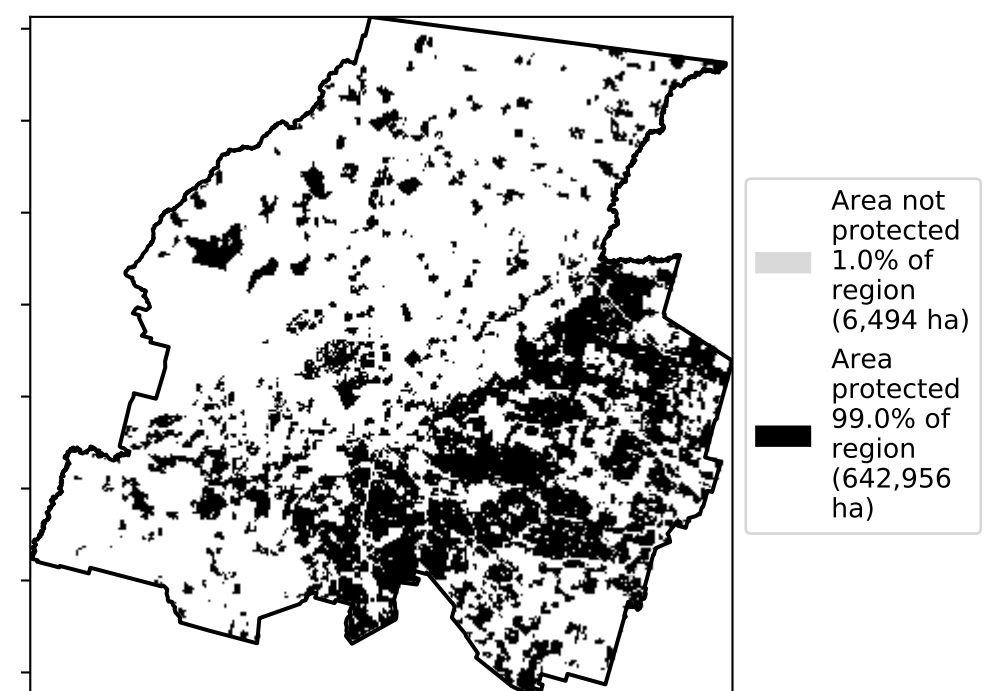 Area not
protected
1.0% of
region
(6,494 ha)
Area
protected
99.0% of
region
(642,956
ha)